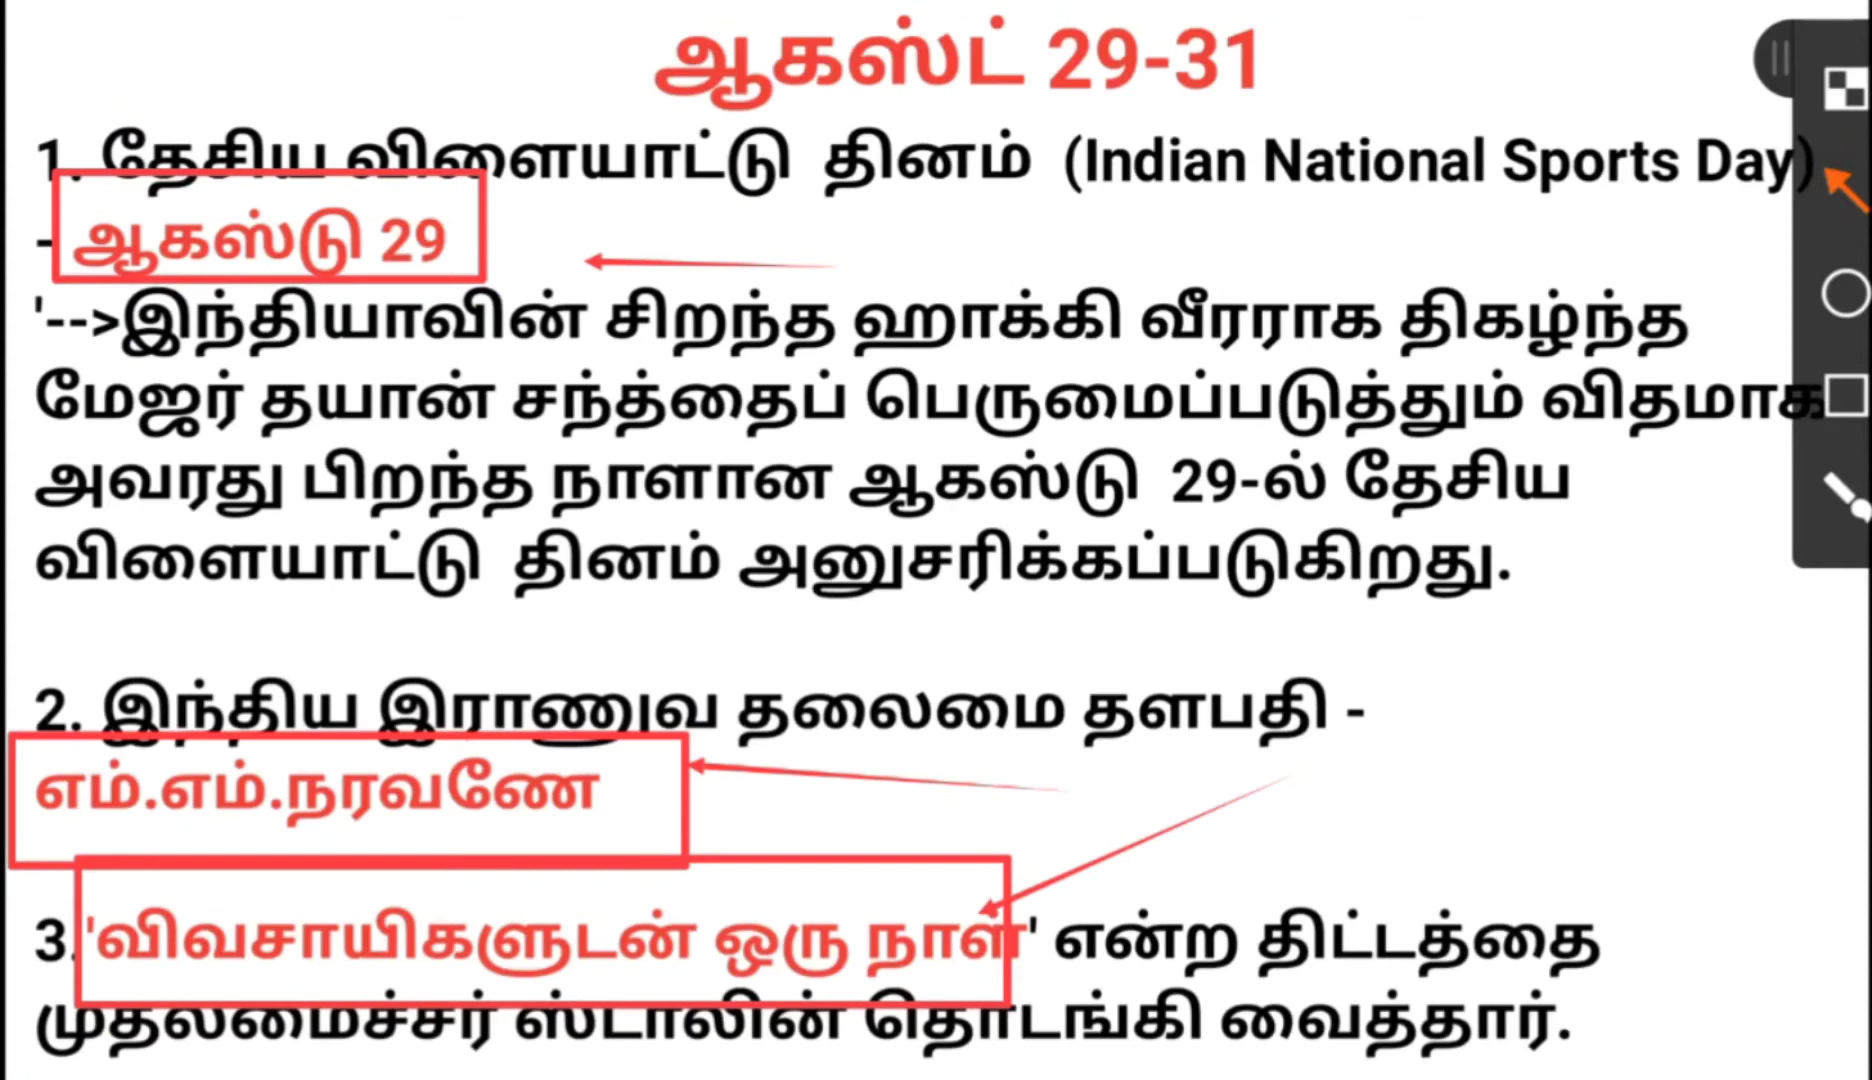 ஆகஸ்ட் 29-31
1. தேசிய விளையாட்டு தினம் (Indian National Sports Day)
- ஆகஸ்டு 29
'-->இந்தியாவின் சிறந்த ஹாக்கி வீரராக திகழ்ந்த
மேஜர் தயான் சந்த்தைப் பெருமைப்படுத்தும் விதமாக
அவரது பிறந்த நாளான ஆகஸ்டு 29-ல் தேசிய
விளையாட்டு தினம் அனுசரிக்கப்படுகிறது.
2. இந்திய இராணுவ தலைமை தளபதி -
எம்.எம்.நரவணே
3. 'விவசாயிகளுடன் ஒரு நாள்' என்ற திட்டத்தை
முதலமைச்சர் ஸ்டாலின் தொடங்கி வைத்தார்.